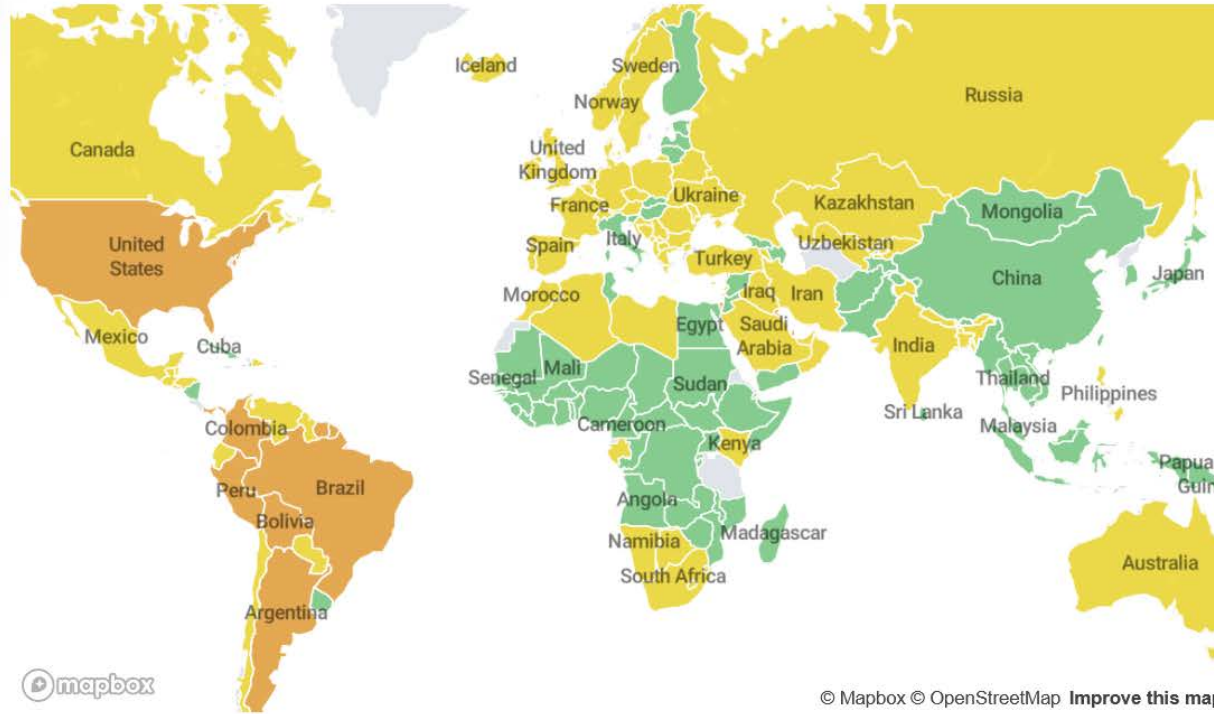 Iceland
Sweden
Norway
Russia
Canada
United
Kingdom
Ukraine
France
Kazakhstan
Mongolia
United
States
Italy
Spain
Uzbekistan
Turkey
China
Japan
Morocco
Iraq
Iran
Mexico
Cuba
Egypt
Saudi
Arabia
India
Mali
Senegal
Sudan
Thailand
Philippines
Sri Lanka
Colombia
Cameroon
Malaysia
Kenya
Peru
Brazil
Papua
Guin
Angola
Bolivia
Madagascar
Namibia
Australia
South Africa
Argentina
mapbox
© Mapbox © OpenStreetMap Improve this map